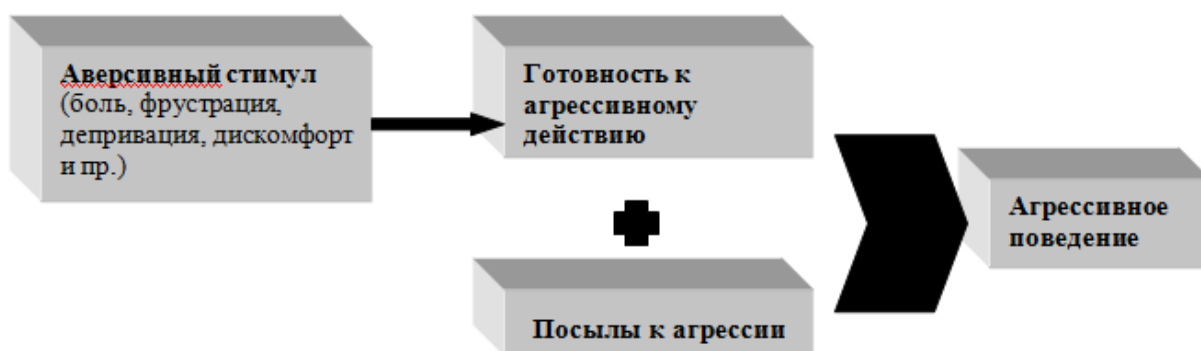 Аверсивный стимул
(боль, фрустрация,
депривация, дискомфорт
и пр.)
Готовность к
агрессивному
действию
Посылы к агрессии
Агрессивное
поведение